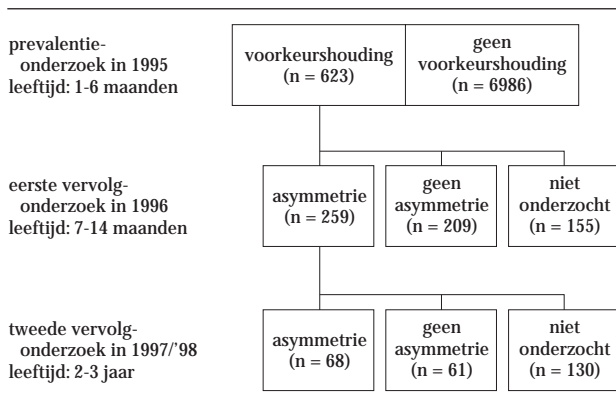 prevalentie-
onderzoek in 1995
leeftijd: 1-6 maanden
voorkeurshouding
(n = 623)
geen
voorkeurshouding
(n = 6986)
eerste vervolg-
onderzoek in 1996
leeftijd: 7-14 maanden
asymmetrie
(n = 259)
geen
asymmetrie
(n = 209)
niet
onderzocht
(n = 155)
tweede vervolg-
onderzoek in 1997/'98
leeftijd: 2-3 jaar
asymmetrie
(n = 68)
geen
asymmetrie
(n = 61)
niet
onderzocht
(n = 130)